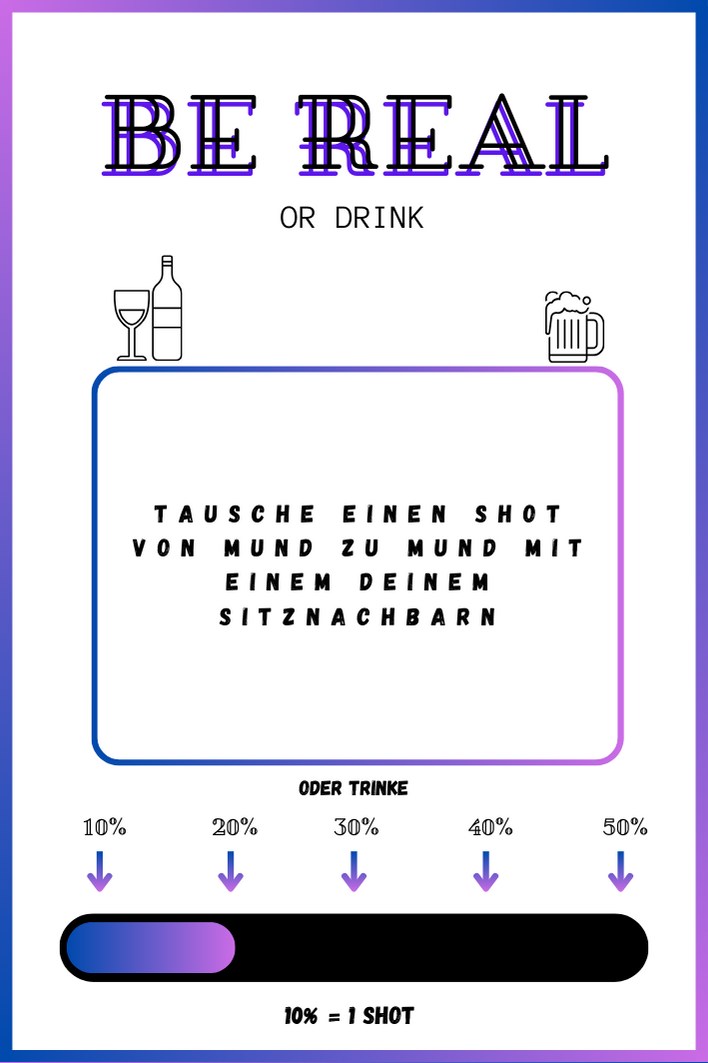 BE REAL
OR DRINK
TAUSCHE EINEN SHOT
VON MUND ZU MUND MIT
EINEM DEINEM
SITZNACHBARN
ODER TRINKE
10% 20% 30% 40% 50%
10% = 1 SHOT